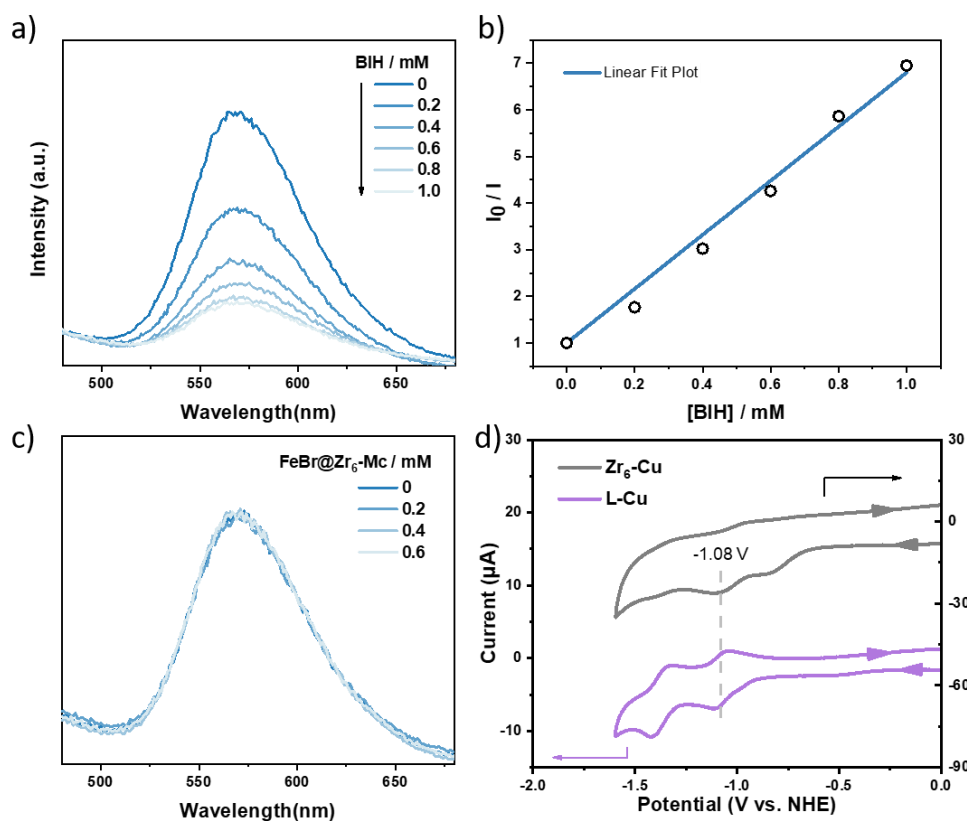 a)
BIH / mM
0
0.2
0.4
0.6
0.8
1.0
Intensity (a.u.)
500 550 600 650
Wavelength(nm)
b)
Linear Fit Plot
7
6
5
4
3
2
1
I0 / I
0.0 0.2 0.4 0.6 0.8 1.0
[BIH] / mM
c)
FeBr@Zr6-Mc / mM
0
0.2
0.4
0.6
500 550 600 650
Wavelength(nm)
d)
Zr6-Cu
L-Cu
-1.08 V
30
20
10
0
-10
Current (µA)
30
0
-30
-60
-90
-2.0 -1.5 -1.0 -0.5 0.0
Potential (V vs. NHE)